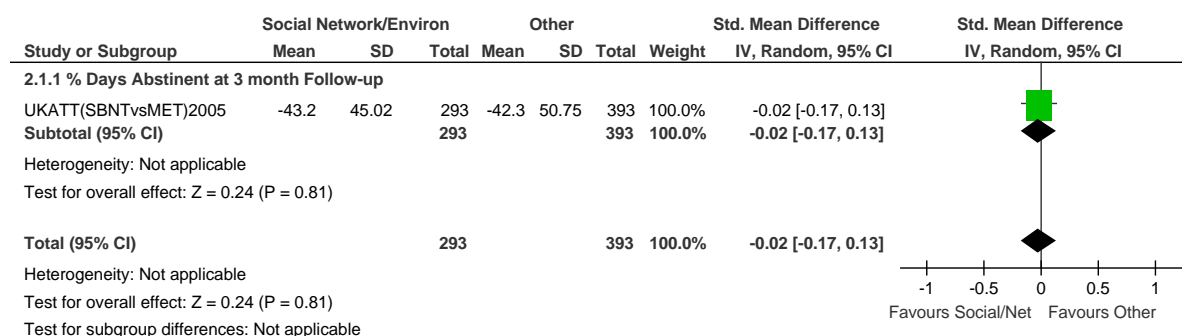 Social Network/Environ Other Std. Mean Difference Std. Mean Difference
Study or Subgroup Mean SD Total Mean SD Total Weight IV, Random, 95% CI IV, Random, 95% CI
2.1.1 % Days Abstinent at 3 month Follow-up
UKATT(SBNTvsMET)2005 -43.2 45.02 293 -42.3 50.75 393 100.0% -0.02 [-0.17, 0.13]
Subtotal (95% CI) 293 393 100.0% -0.02 [-0.17, 0.13]
Heterogeneity: Not applicable
Test for overall effect: Z = 0.24 (P = 0.81)
Total (95% CI) 293 393 100.0% -0.02 [-0.17, 0.13]
Heterogeneity: Not applicable
Test for overall effect: Z = 0.24 (P = 0.81)
Test for subgroup differences: Not applicable
-1 -0.5 0 0.5 1
Favours Social/Net Favours Other